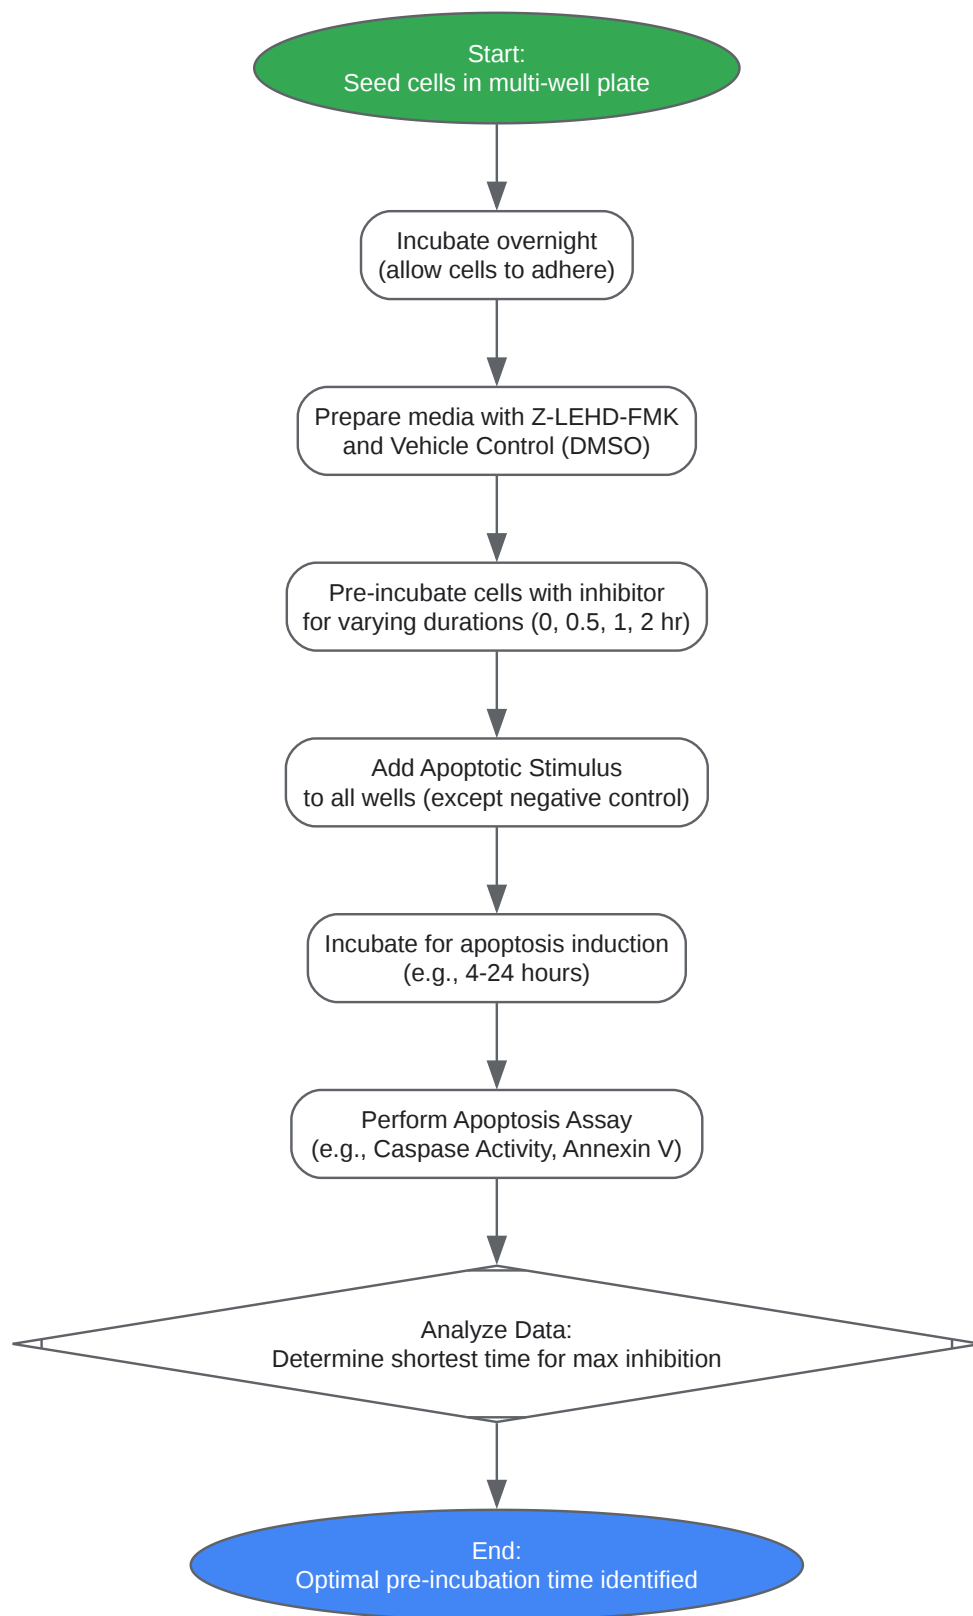 Start:
Seed cells in multi-well plate
Incubate overnight
(allow cells to adhere)
Prepare media with Z-LEHD-FMK
and Vehicle Control (DMSO)
Pre-incubate cells with inhibitor
for varying durations (0, 0.5, 1, 2 hr)
Add Apoptotic Stimulus
to all wells (except negative control)
Incubate for apoptosis induction
(e.g., 4-24 hours)
Perform Apoptosis Assay
(e.g., Caspase Activity, Annexin V)
Analyze Data:
Determine shortest time for max inhibition
End:
Optimal pre-incubation time identified